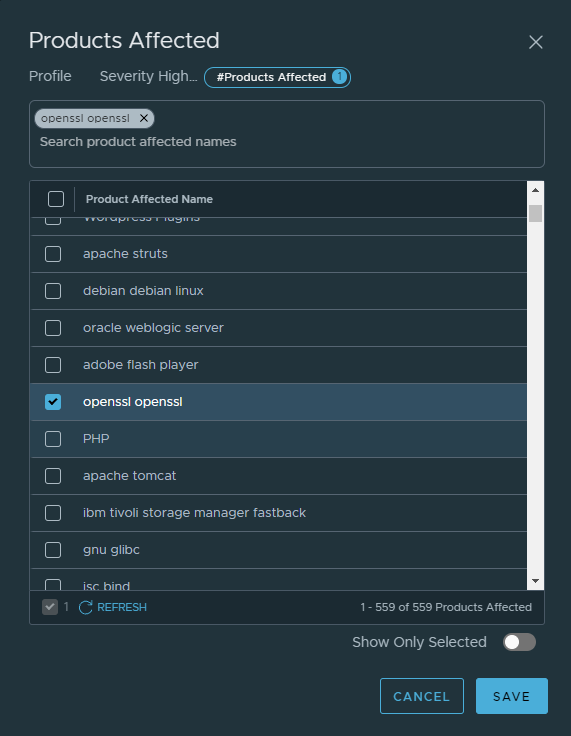 Products Affected
Profile Severity High... #Products Affected 1
openssl openssl
Search product affected names
Product Affected Name
Wordpress Plugins
apache struts
debian debian linux
oracle weblogic server
adobe flash player
openssl openssl
PHP
apache tomcat
ibm tivoli storage manager fastback
gnu glibc
isc bind
1 REFRESH 1 - 559 of 559 Products Affected
Show Only Selected
CANCEL SAVE